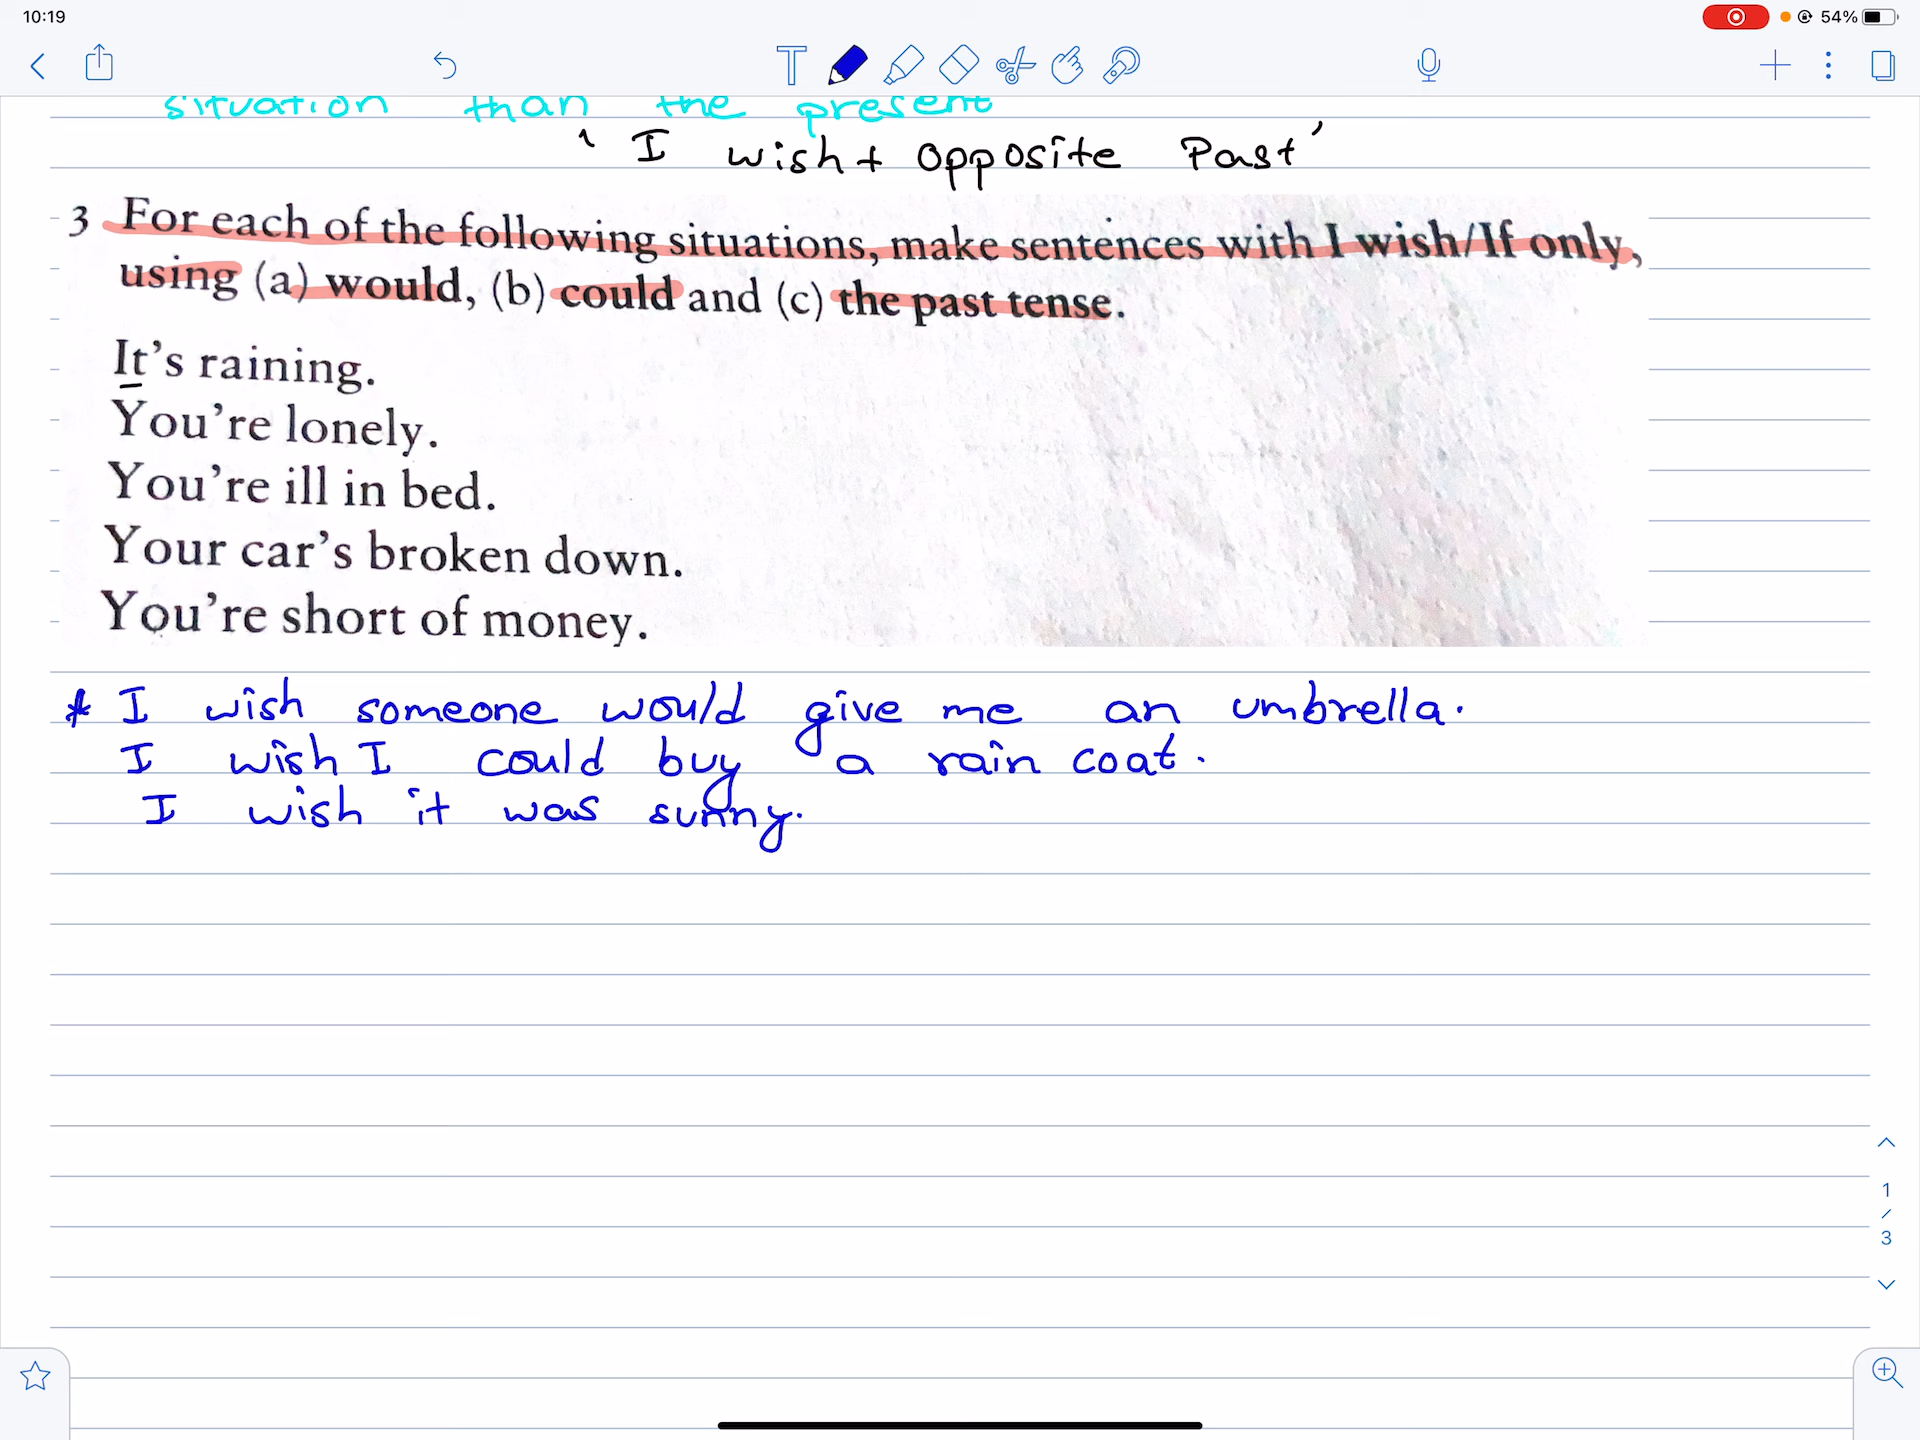 10:19
54%
situation than the present
' I wish + opposite Past'
3 For each of the following situations, make sentences with I wish/If only,
using (a) would, (b) could and (c) the past tense.
It's raining.
You're lonely.
You're ill in bed.
Your car's broken down.
You're short of money.
* I wish someone would give me an umbrella.
I wish I could buy a rain coat.
I wish it was sunny.
1
/
3